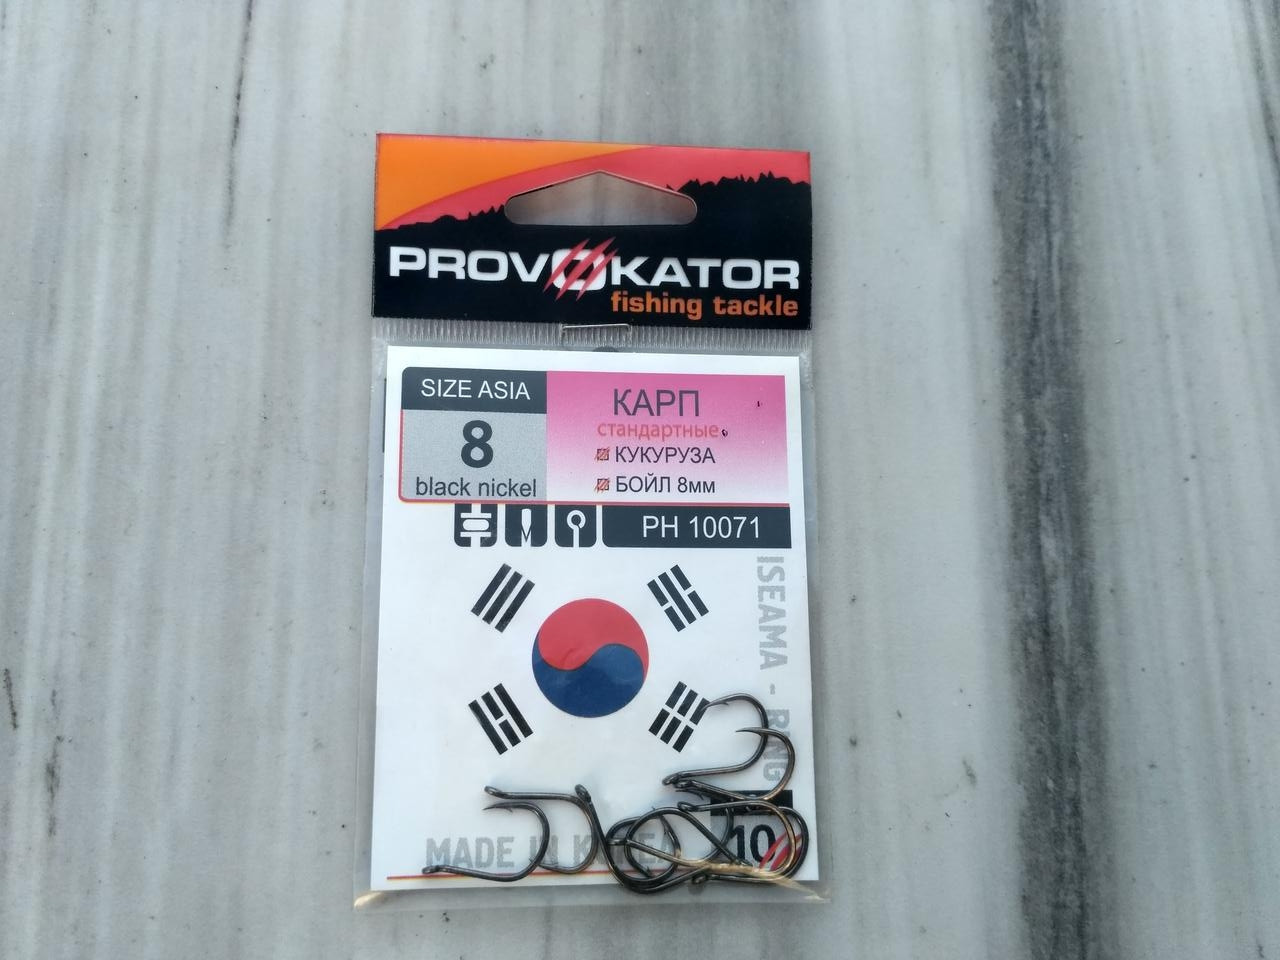 PROVOKATOR
fishing tackle
SIZE ASIA
8
black nickel
КАРП
стандартные
КУКУРУЗА
БОЙЛ 8мм
PH 10071
ISEAMA - RING
MADE IN KOREA
10